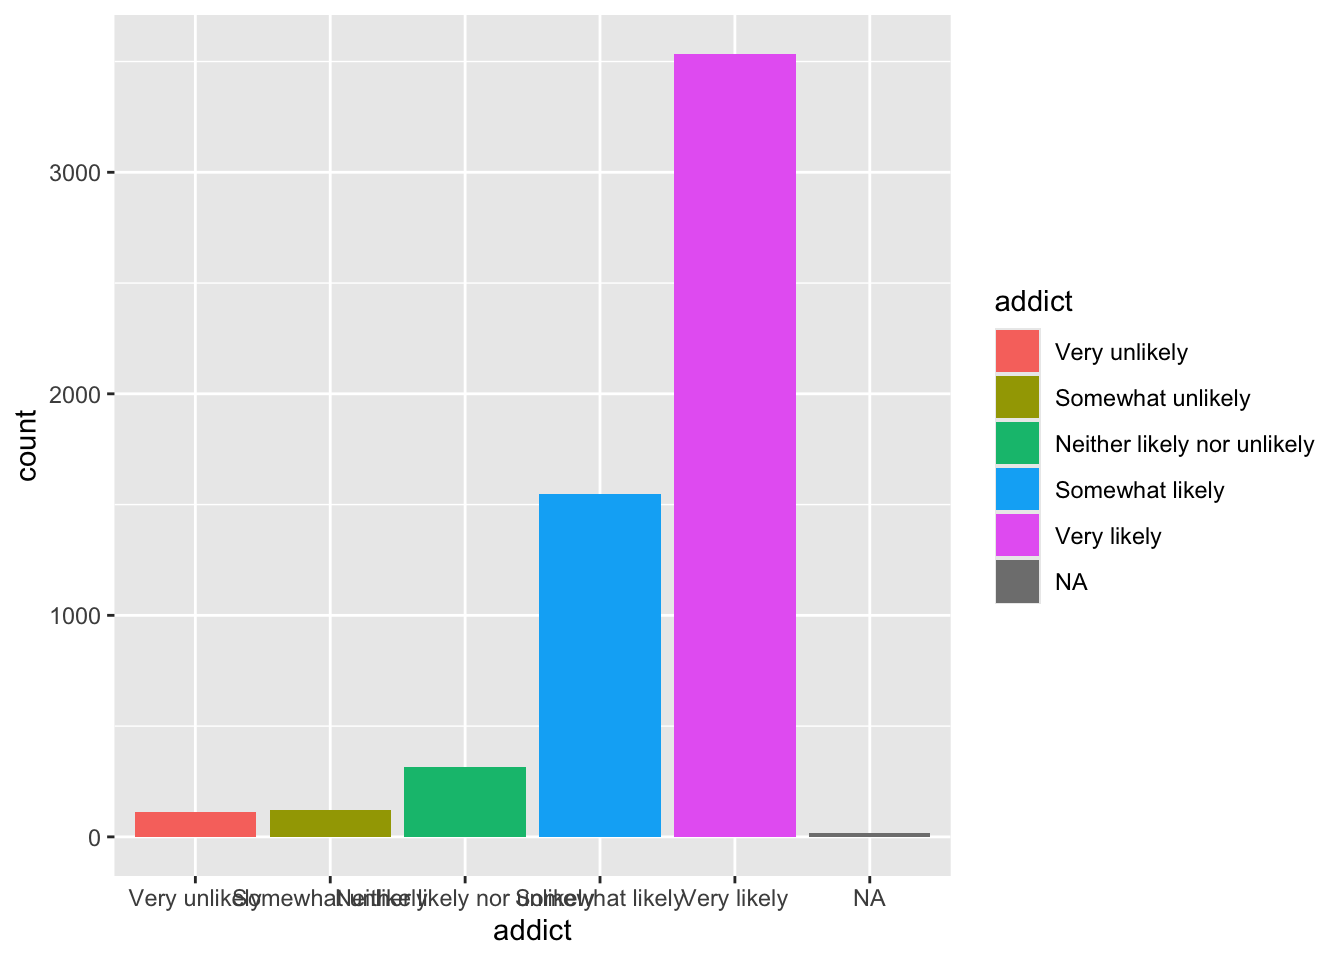 3000
2000
1000
0
count
Very unlikely
Somewhat unlikely
Neither likely nor unlikely
Somewhat likely
Very likely
NA
addict
addict
Very unlikely
Somewhat unlikely
Neither likely nor unlikely
Somewhat likely
Very likely
NA